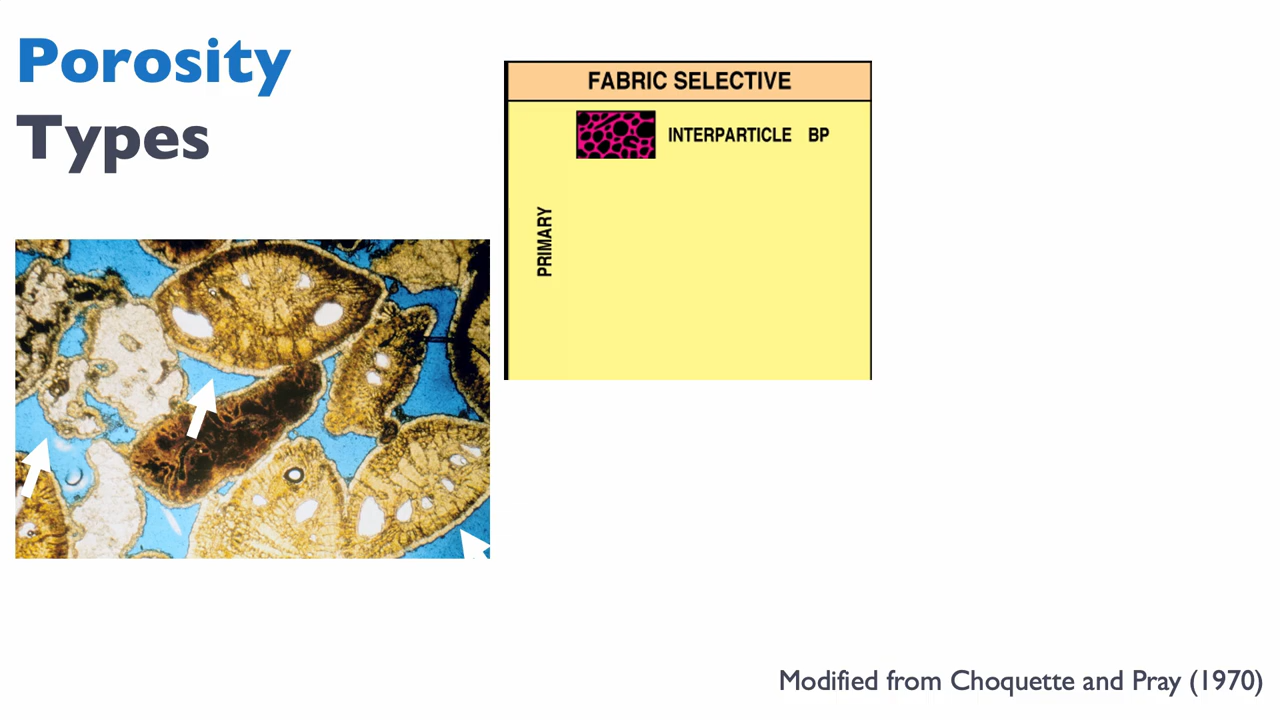 Porosity
Types
FABRIC SELECTIVE
INTERPARTICLE BP
PRIMARY
Modified from Choquette and Pray (1970)